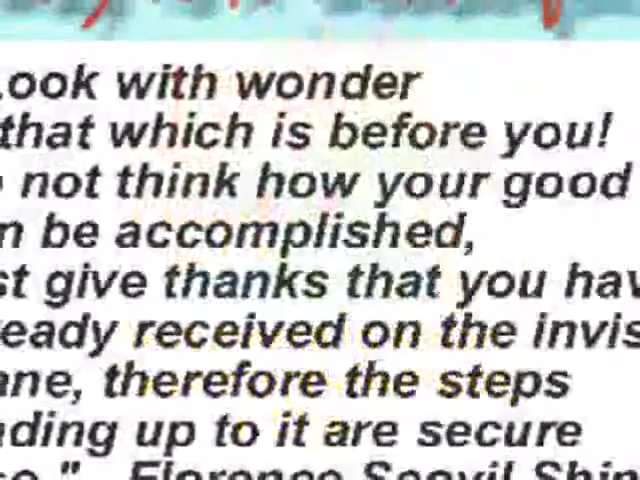 ook with wonder
that which is before you!
not think how your good
n be accomplished,
st give thanks that you hav
eady received on the invis
ane, therefore the steps
ding up to it are secure
Florence Scovil Shin